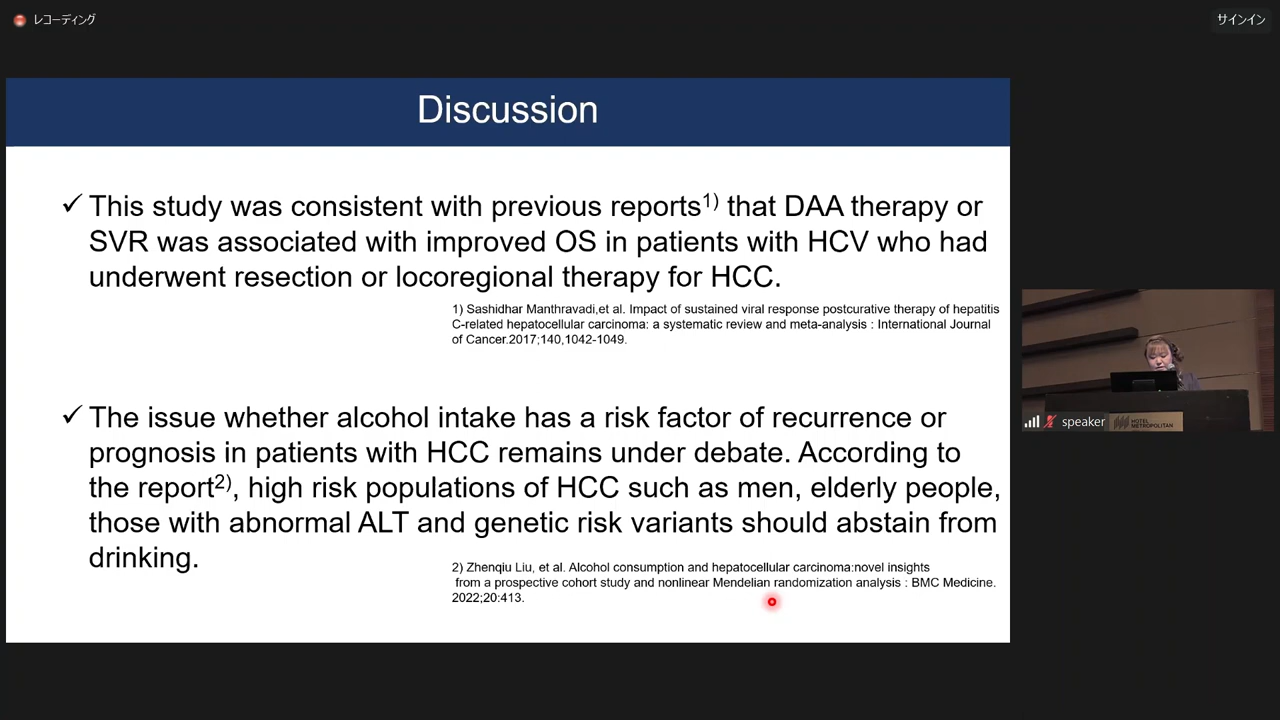 レコーディング
サインイン
Discussion
✓ This study was consistent with previous reports1) that DAA therapy or
SVR was associated with improved OS in patients with HCV who had
underwent resection or locoregional therapy for HCC.
1) Sashidhar Manthravadi,et al. Impact of sustained viral response postcurative therapy of hepatitis
C-related hepatocellular carcinoma: a systematic review and meta-analysis : International Journal
of Cancer.2017;140,1042-1049.
✓ The issue whether alcohol intake has a risk factor of recurrence or
prognosis in patients with HCC remains under debate. According to
the report2), high risk populations of HCC such as men, elderly people,
those with abnormal ALT and genetic risk variants should abstain from
drinking.
2) Zhenqiu Liu, et al. Alcohol consumption and hepatocellular carcinoma:novel insights
from a prospective cohort study and nonlinear Mendelian randomization analysis : BMC Medicine.
2022;20:413.
speaker
HOTEL
METROPOLITAN